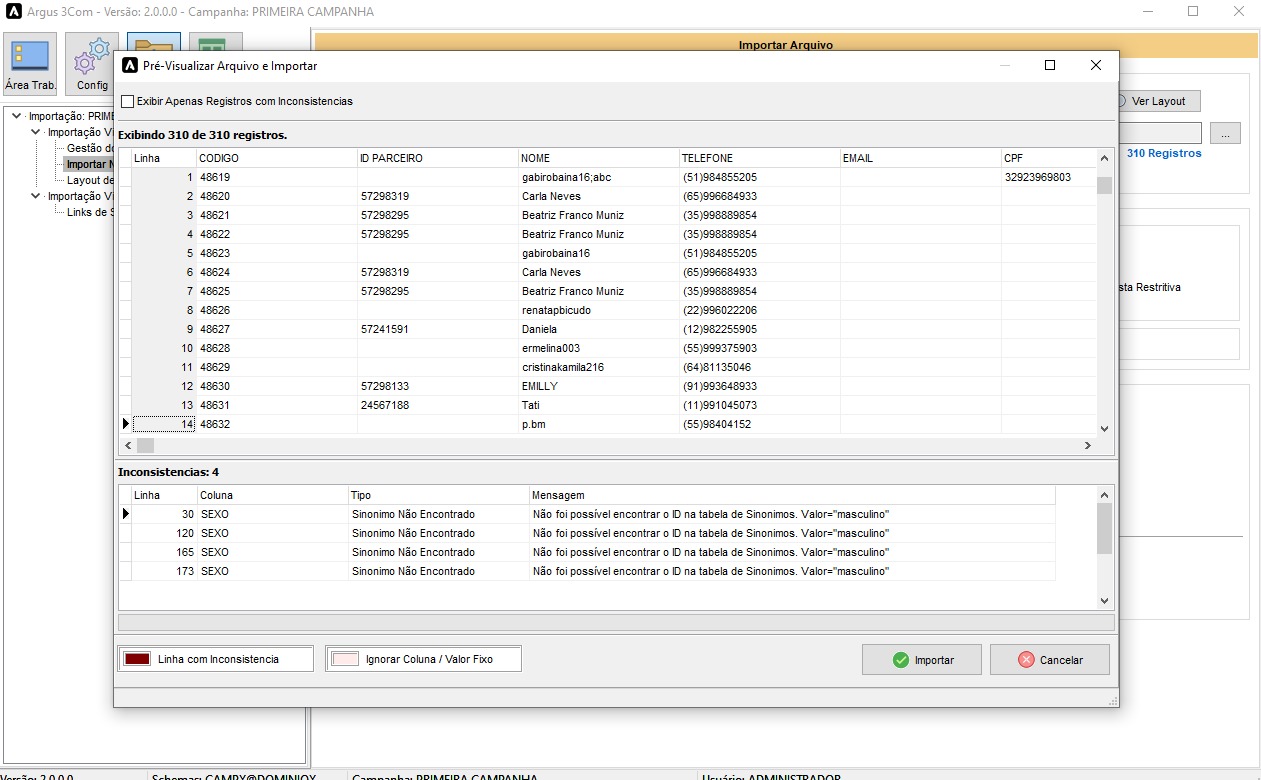 Argus 3Com - Versão: 2.0.0.0 - Campanha: PRIMEIRA CAMPANHA
Importar Arquivo
Área Trab.
Config
Pré-Visualizar Arquivo e Importar
Exibir Apenas Registros com Inconsistencias
Importação: PRIME
Importação Vi
Gestão do
Importar
Layout de
Importação Vi
Links de S
Ver Layout
...
310 Registros
sta Restritiva
Exibindo 310 de 310 registros.
Linha CODIGO ID PARCEIRO NOME TELEFONE EMAIL CPF
1 48619 gabirobaina16;abc (51)984855205 32923969803
2 48620 57298319 Carla Neves (65)996684933
3 48621 57298295 Beatriz Franco Muniz (35)998889854
4 48622 57298295 Beatriz Franco Muniz (35)998889854
5 48623 gabirobaina16 (51)984855205
6 48624 57298319 Carla Neves (65)996684933
7 48625 57298295 Beatriz Franco Muniz (35)998889854
8 48626 renatapbicudo (22)996022206
9 48627 57241591 Daniela (12)982255905
10 48628 ermelina003 (55)999375903
11 48629 cristinakamila216 (64)81135046
12 48630 57298133 EMILLY (91)993648933
13 48631 24567188 Tati (11)991045073
14 48632 p.bm (55)98404152
Inconsistencias: 4
Linha Coluna Tipo Mensagem
30 SEXO Sinonimo Não Encontrado Não foi possível encontrar o ID na tabela de Sinonimos. Valor="masculino"
120 SEXO Sinonimo Não Encontrado Não foi possível encontrar o ID na tabela de Sinonimos. Valor="masculino"
165 SEXO Sinonimo Não Encontrado Não foi possível encontrar o ID na tabela de Sinonimos. Valor="masculino"
173 SEXO Sinonimo Não Encontrado Não foi possível encontrar o ID na tabela de Sinonimos. Valor="masculino"
Linha com Inconsistencia
Ignorar Coluna / Valor Fixo
Importar
Cancelar
Versão: 2.0.0.0 Schemas: CAMPX@DOMINIOX Campanha: PRIMEIRA CAMPANHA Usuário: ADMINISTRADOR